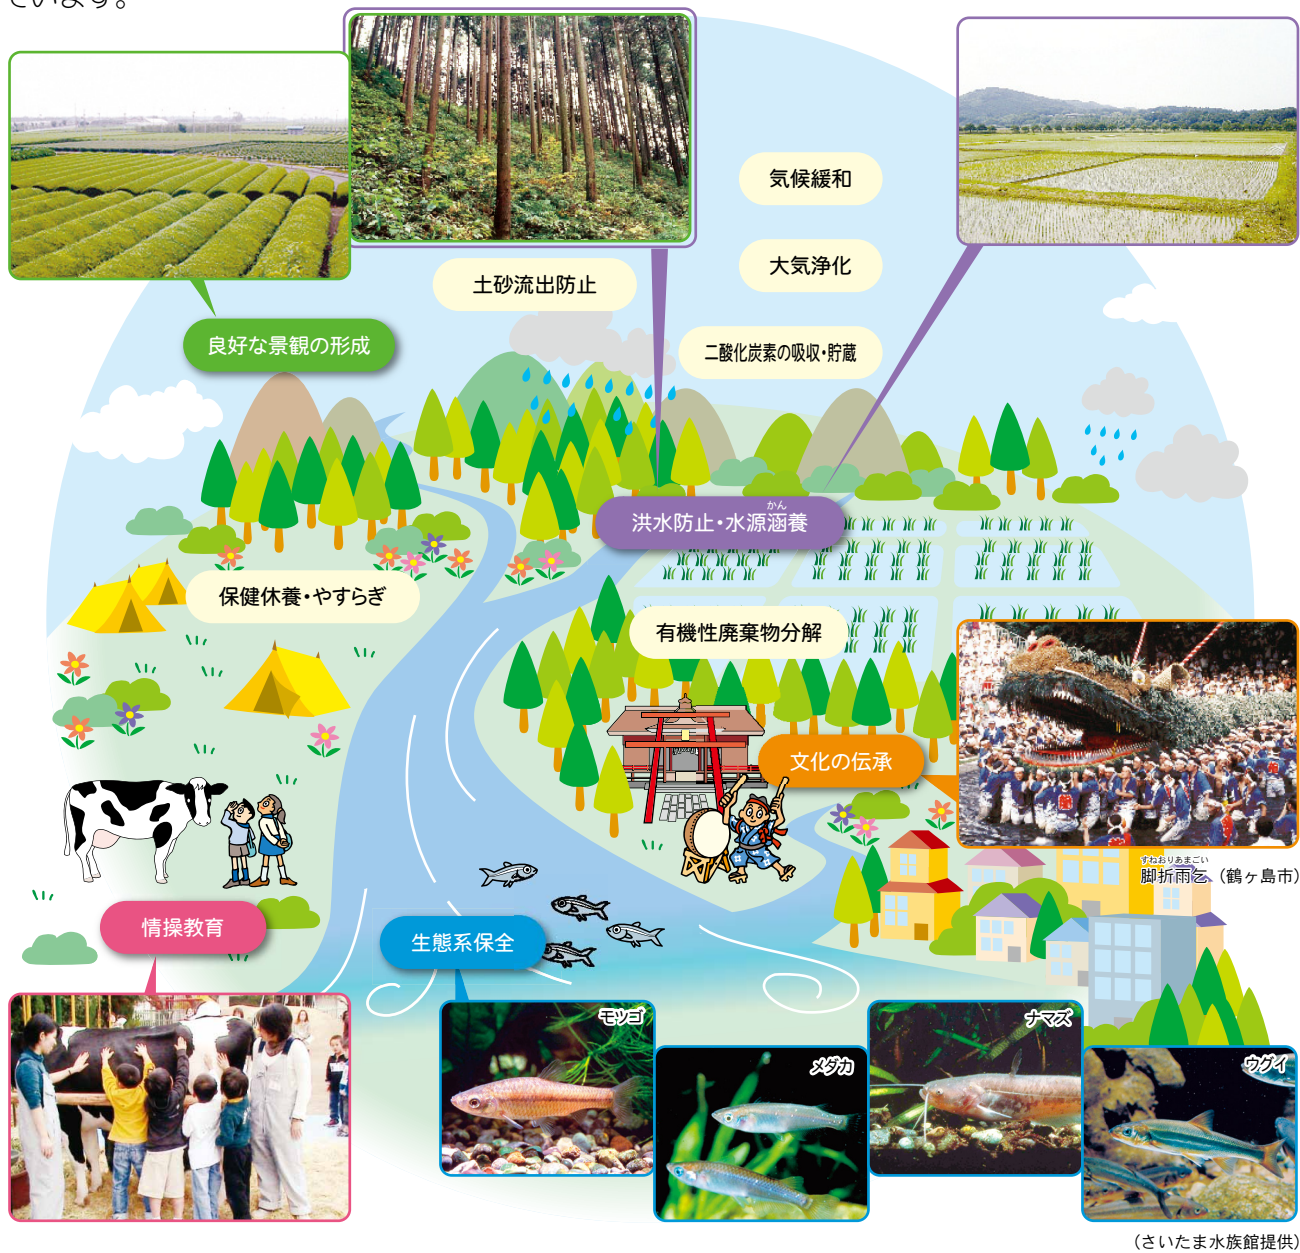 ています。
気候緩和
大気浄化
土砂流出防止
二酸化炭素の吸収・貯蔵
良好な景観の形成
かん
洪水防止・水源涵養
保健休養・やすらぎ
有機性廃棄物分解
文化の伝承
すねおりあまごい
脚折雨乞（鶴ヶ島市）
情操教育
生態系保全
モツゴ
メダカ
ナマズ
ウグイ
（さいたま水族館提供）